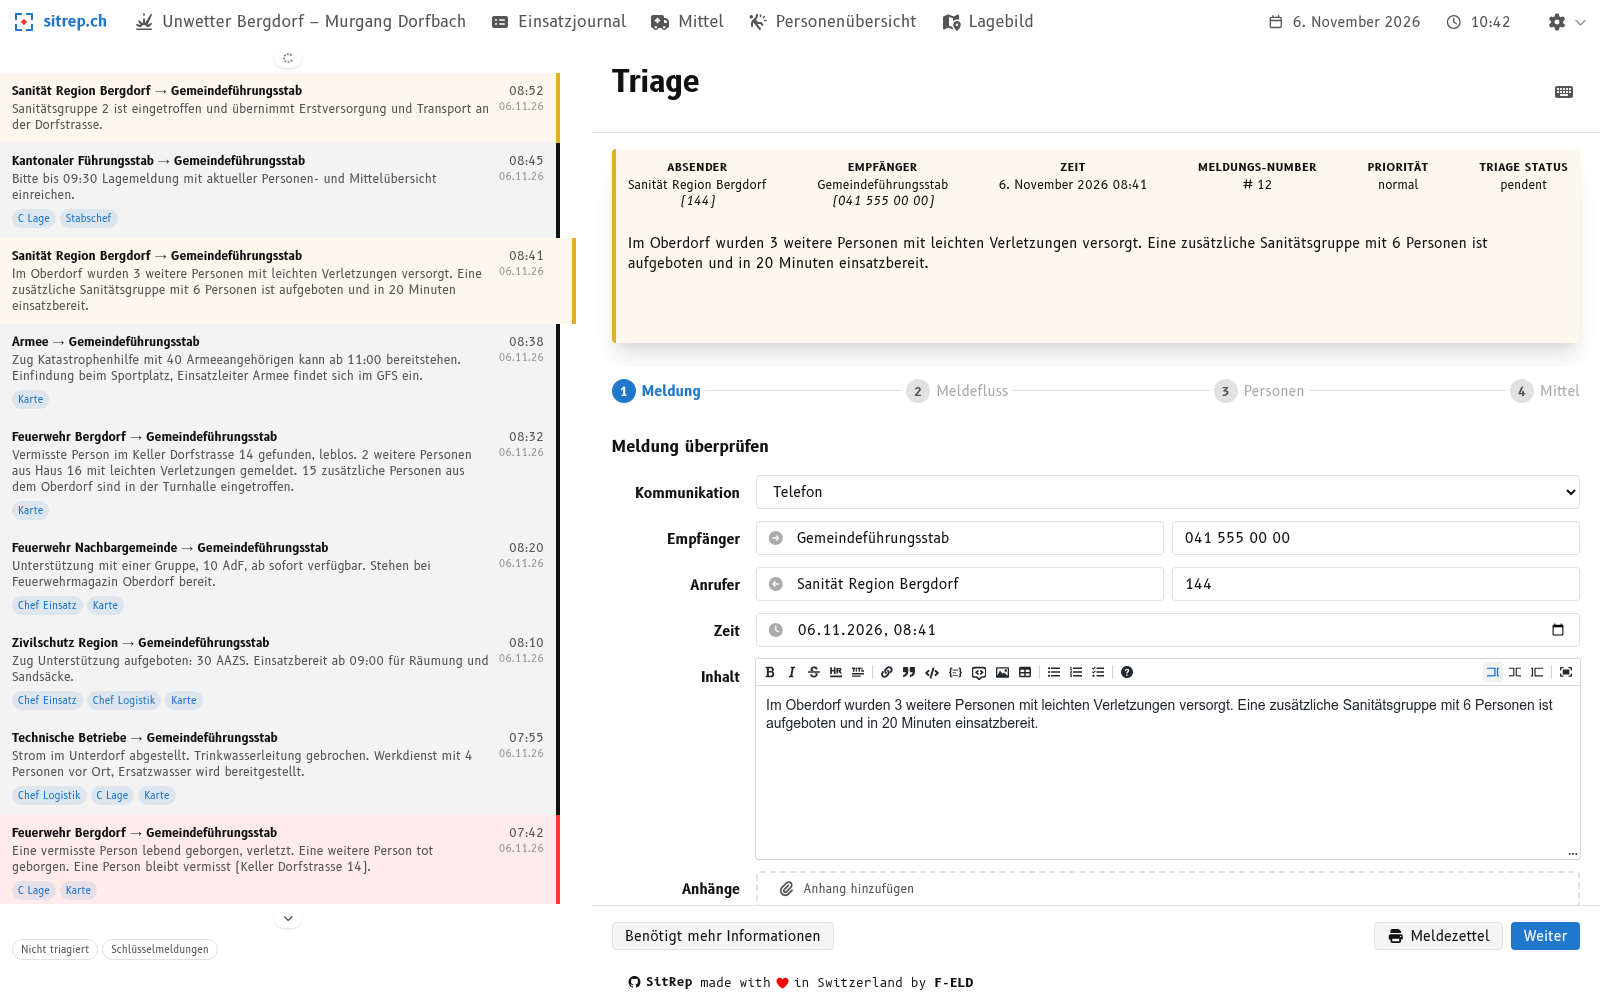 sitrep.ch
Unwetter Bergdorf – Murgang Dorfbach
Einsatzjournal
Mittel
Personenübersicht
Lagebild
6. November 2026
10:42
Sanität Region Bergdorf → Gemeindeführungsstab
08:52
Sanitätsgruppe 2 ist eingetroffen und übernimmt Erstversorgung und Transport an
06.11.26
der Dorfstrasse.
Kantonaler Führungsstab → Gemeindeführungsstab
08:45
Bitte bis 09:30 Lagemeldung mit aktueller Personen- und Mittelübersicht
06.11.26
einreichen.
C Lage
Stabschef
Sanität Region Bergdorf → Gemeindeführungsstab
08:41
Im Oberdorf wurden 3 weitere Personen mit leichten Verletzungen versorgt. Eine
06.11.26
zusätzliche Sanitätsgruppe mit 6 Personen ist aufgeboten und in 20 Minuten
einsatzbereit.
Armee → Gemeindeführungsstab
08:38
Zug Katastrophenhilfe mit 40 Armeeangehörigen kann ab 11:00 bereitstehen.
06.11.26
Einfindung beim Sportplatz, Einsatzleiter Armee findet sich im GFS ein.
Karte
Feuerwehr Bergdorf → Gemeindeführungsstab
08:32
Vermisste Person im Keller Dorfstrasse 14 gefunden, leblos. 2 weitere Personen
06.11.26
aus Haus 16 mit leichten Verletzungen gemeldet. 15 zusätzliche Personen aus
dem Oberdorf sind in der Turnhalle eingetroffen.
Karte
Feuerwehr Nachbargemeinde → Gemeindeführungsstab
08:20
Unterstützung mit einer Gruppe, 10 AdF, ab sofort verfügbar. Stehen bei
06.11.26
Feuerwehrmagazin Oberdorf bereit.
Chef Einsatz
Karte
Zivilschutz Region → Gemeindeführungsstab
08:10
Zug Unterstützung aufgeboten: 30 AAZS. Einsatzbereit ab 09:00 für Räumung und
06.11.26
Sandsäcke.
Chef Einsatz
Chef Logistik
Karte
Technische Betriebe → Gemeindeführungsstab
07:55
Strom im Unterdorf abgestellt. Trinkwasserleitung gebrochen. Werkdienst mit 4
06.11.26
Personen vor Ort, Ersatzwasser wird bereitgestellt.
Chef Logistik
C Lage
Karte
Feuerwehr Bergdorf → Gemeindeführungsstab
07:42
Eine vermisste Person lebend geborgen, verletzt. Eine weitere Person tot
06.11.26
geborgen. Eine Person bleibt vermisst (Keller Dorfstrasse 14).
C Lage
Karte
Nicht triagiert
Schlüsselmeldungen
Triage
ABSENDER
EMPFÄNGER
ZEIT
MELDUNGS-NUMBER
PRIORITÄT
TRIAGE STATUS
Sanität Region Bergdorf
Gemeindeführungsstab
6. November 2026 08:41
# 12
normal
pendent
(144)
(041 555 00 00)
Im Oberdorf wurden 3 weitere Personen mit leichten Verletzungen versorgt. Eine zusätzliche Sanitätsgruppe mit 6 Personen ist
aufgeboten und in 20 Minuten einsatzbereit.
1 Meldung
2 Meldefluss
3 Personen
4 Mittel
Meldung überprüfen
Kommunikation
Telefon
Empfänger
Gemeindeführungsstab
041 555 00 00
Anrufer
Sanität Region Bergdorf
144
Zeit
06.11.2026, 08:41
Inhalt
B I S HR TITL
Im Oberdorf wurden 3 weitere Personen mit leichten Verletzungen versorgt. Eine zusätzliche Sanitätsgruppe mit 6 Personen ist
aufgeboten und in 20 Minuten einsatzbereit.
Anhänge
Anhang hinzufügen
Benötigt mehr Informationen
Meldezettel
Weiter
SitRep made with ❤ in Switzerland by F-ELD